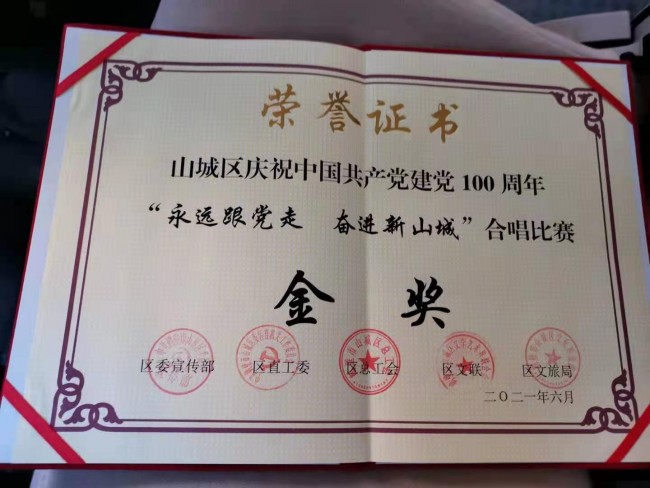 荣誉证书
山城区庆祝中国共产党建党 100 周年
“永远跟党走 奋进新山城”合唱比赛
金 奖
区委宣传部 区直工委 区总工会 区文联 区文旅局
二〇二一年六月